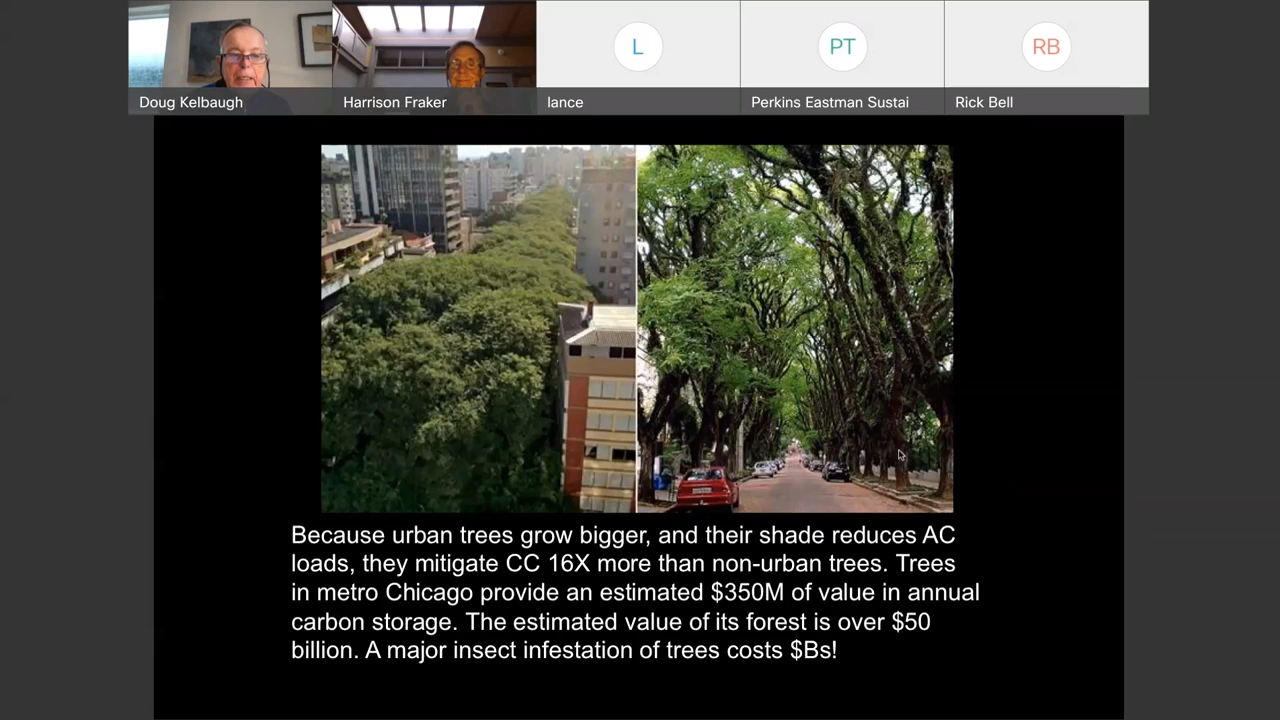 L
PT
RB
Doug Kelbaugh
Harrison Fraker
lance
Perkins Eastman Sustai
Rick Bell
Because urban trees grow bigger, and their shade reduces AC
loads, they mitigate CC 16X more than non-urban trees. Trees
in metro Chicago provide an estimated $350M of value in annual
carbon storage. The estimated value of its forest is over $50
billion. A major insect infestation of trees costs $Bs!